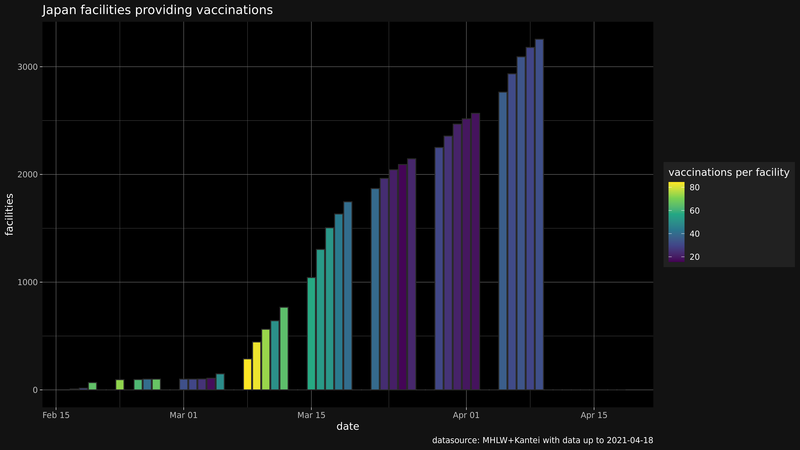 Japan facilities providing vaccinations
3000
2000
1000
0
facilities
Feb 15
Mar 01
Mar 15
Apr 01
Apr 15
date
vaccinations per facility
80
60
40
20
datasource: MHLW+Kantei with data up to 2021-04-18